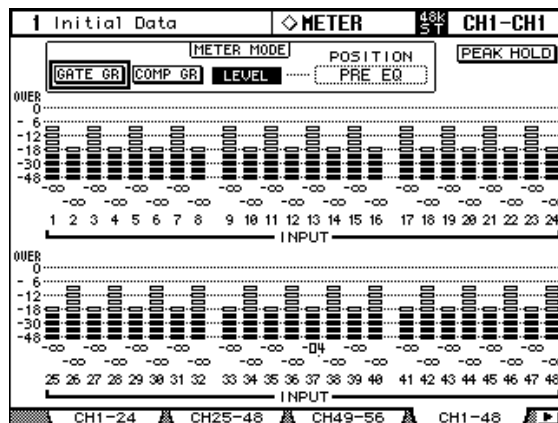 1 Initial Data ◇METER 48k ST CH1-CH1
METER MODE POSITION PEAK HOLD
GATE GR COMP GR LEVEL PRE EQ
OVER
0
- 6
-12
-18
-30
-48
-∞ -∞ -∞ -∞ -∞ -∞ -∞ -∞ -∞ -∞ -∞ -∞
-∞ -∞ -∞ -∞ -∞ -∞ -∞ -∞ -∞ -∞ -∞ -∞
1 2 3 4 5 6 7 8 9 10 11 12 13 14 15 16 17 18 19 20 21 22 23 24
INPUT
OVER
0
- 6
-12
-18
-30
-48
-∞ -∞ -∞ -∞ -∞ -∞ -04 -∞ -∞ -∞ -∞ -∞
-∞ -∞ -∞ -∞ -∞ -∞ -∞ -∞ -∞ -∞ -∞ -∞
25 26 27 28 29 30 31 32 33 34 35 36 37 38 39 40 41 42 43 44 45 46 47 48
INPUT
CH1-24 CH25-48 CH49-56 CH1-48